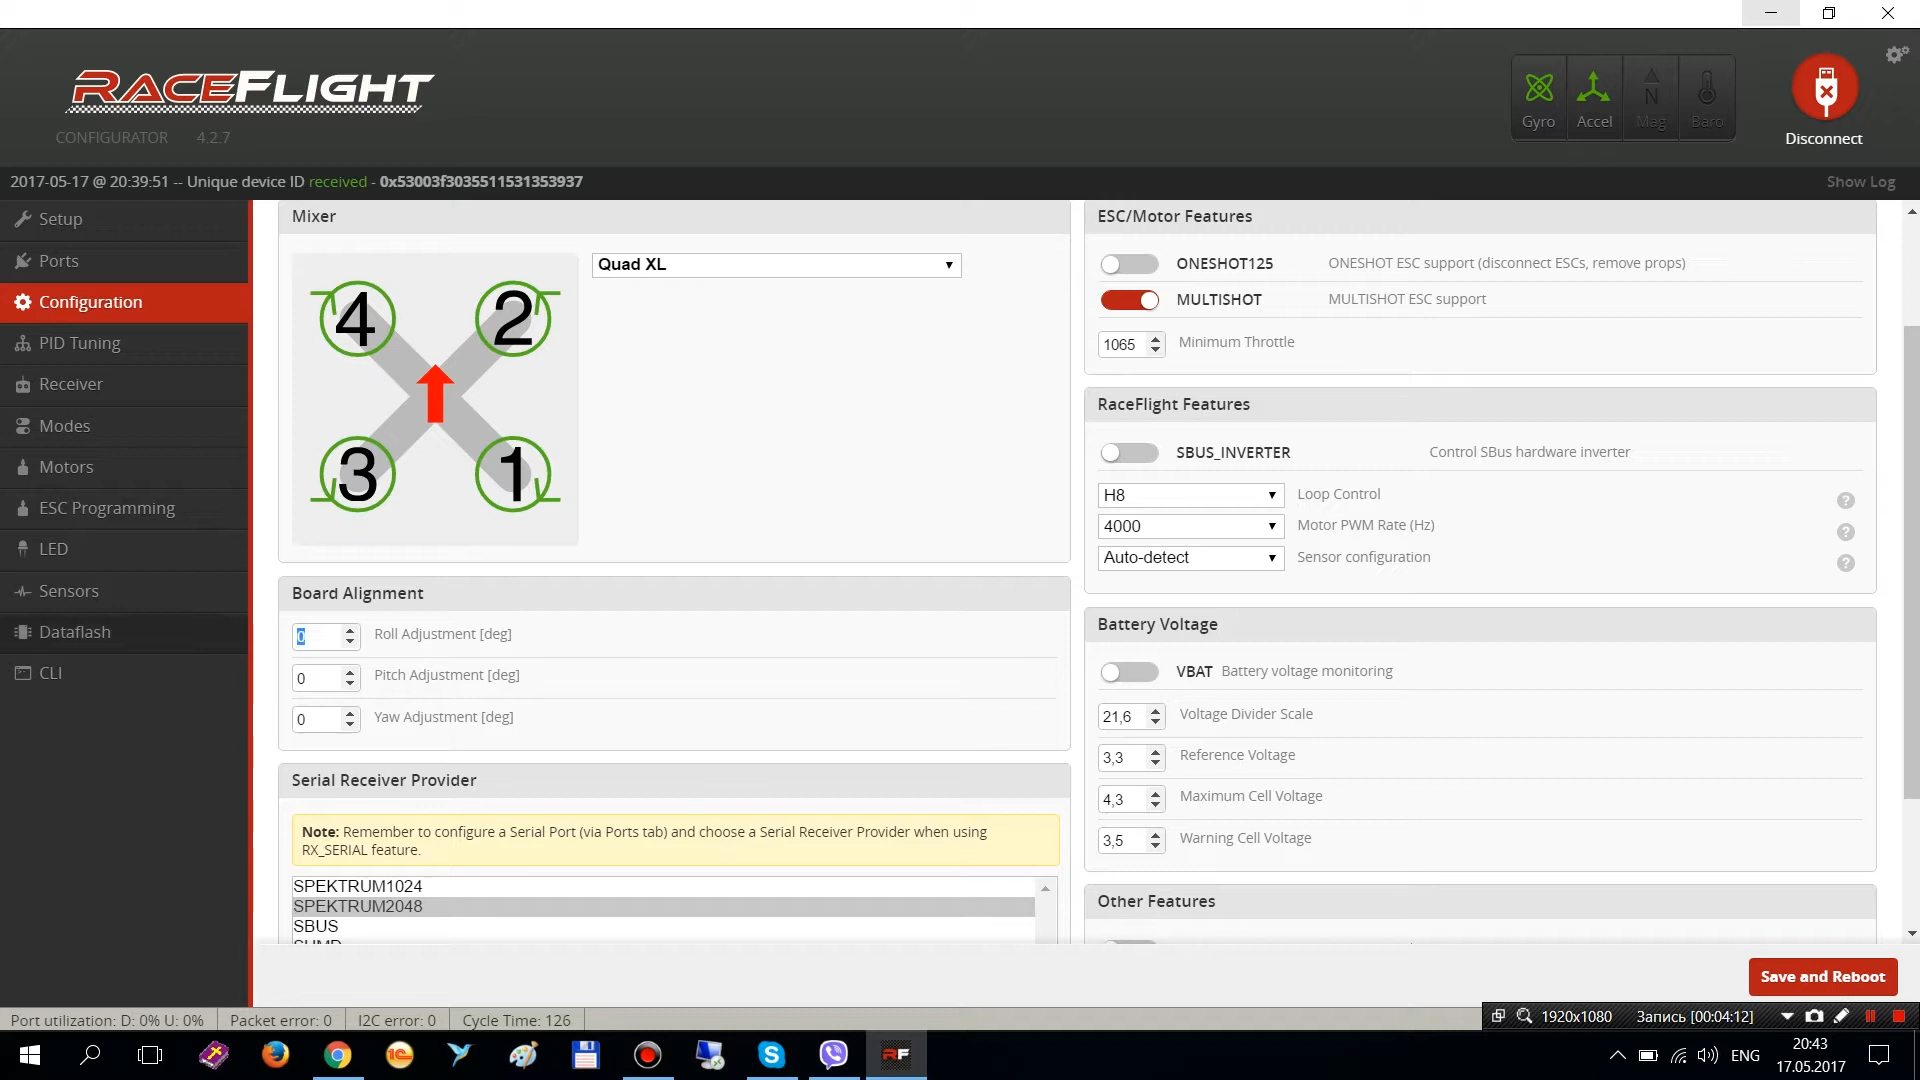 RACEFLIGHT
CONFIGURATOR 4.2.7
Gyro Accel Mag Baro
Disconnect
2017-05-17 @ 20:39:51 -- Unique device ID received - 0x53003f3035511531353937
Show Log
Setup
Ports
Configuration
PID Tuning
Receiver
Modes
Motors
ESC Programming
LED
Sensors
Dataflash
CLI
Mixer
Quad XL
4 2
3 1
Board Alignment
0 Roll Adjustment [deg]
0 Pitch Adjustment [deg]
0 Yaw Adjustment [deg]
Serial Receiver Provider
Note: Remember to configure a Serial Port (via Ports tab) and choose a Serial Receiver Provider when using
RX_SERIAL feature.
SPEKTRUM1024
SPEKTRUM2048
SBUS
ESC/Motor Features
ONESHOT125 ONESHOT ESC support (disconnect ESCs, remove props)
MULTISHOT MULTISHOT ESC support
1065 Minimum Throttle
RaceFlight Features
SBUS_INVERTER Control SBus hardware inverter
H8 Loop Control ?
4000 Motor PWM Rate (Hz) ?
Auto-detect Sensor configuration ?
Battery Voltage
VBAT Battery voltage monitoring
21,6 Voltage Divider Scale
3,3 Reference Voltage
4,3 Maximum Cell Voltage
3,5 Warning Cell Voltage
Other Features
Save and Reboot
Port utilization: D: 0% U: 0% Packet error: 0 I2C error: 0 Cycle Time: 126
1920x1080 Запись [00:04:12]
RF
ENG
20:43
17.05.2017